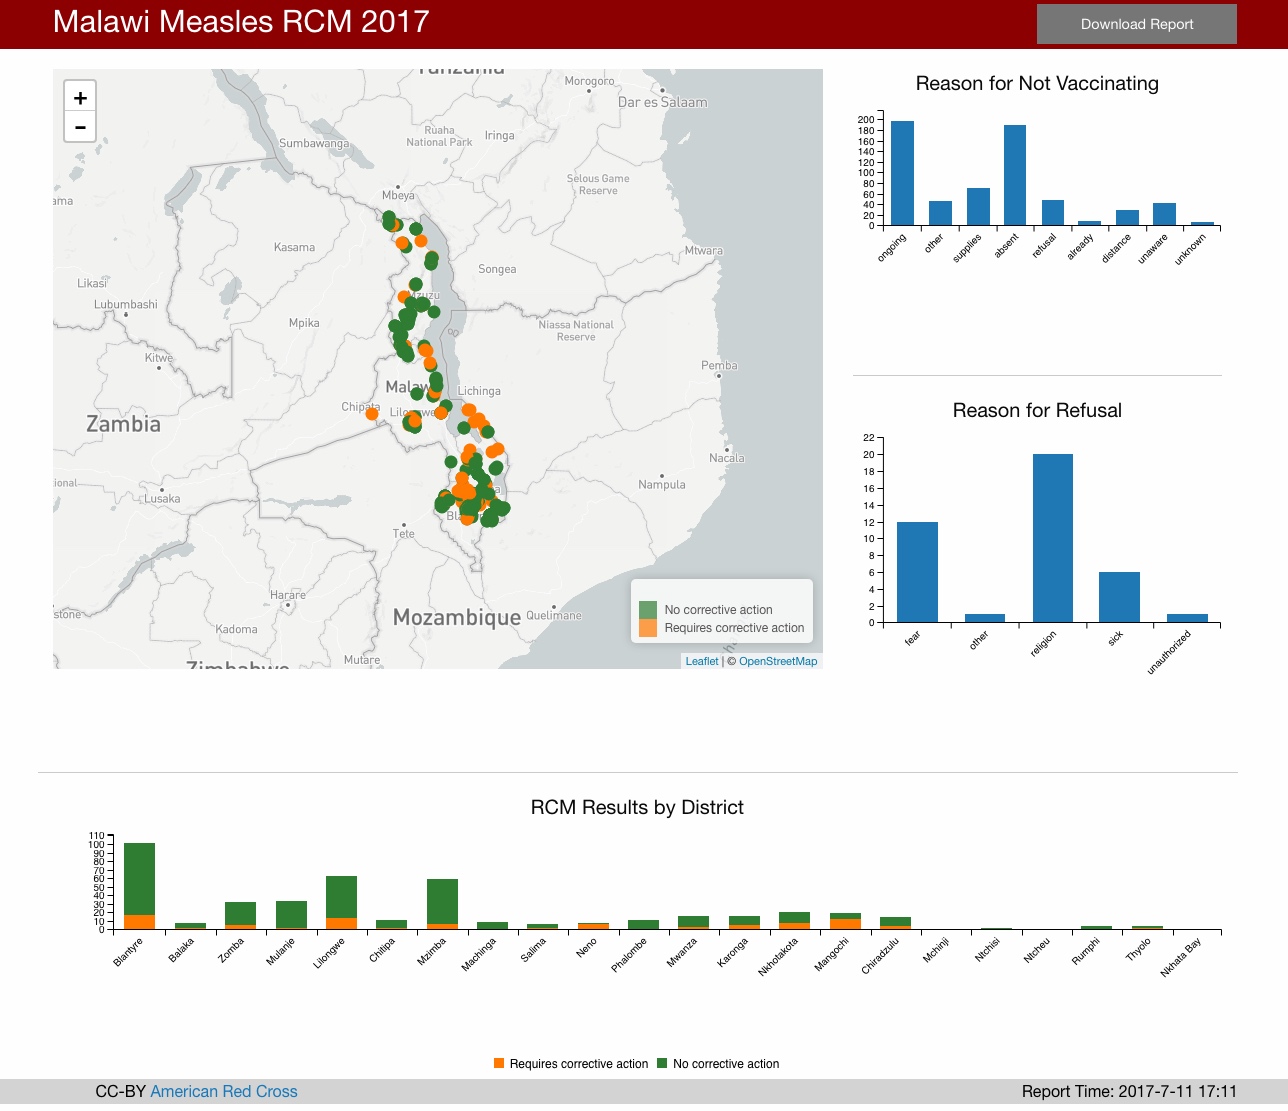 Malawi Measles RCM 2017
Download Report
+
−
Tanzania
Morogoro
Dar es Salaam
Sumbawanga
Ruaha
National Park
Iringa
Selous Game
Reserve
Mbeya
ama
Kasama
Songea
Mtwara
Likasi
Lubumbashi
Mzuzu
Mpika
Niassa National
Reserve
Kitwe
Pemba
Lichinga
Chipata
Zambia
Nacala
ional
Lusaka
Nampula
Tete
Harare
stone
Kadoma
Mozambique
Quelimane
Mutare
Zimbabwe
No corrective action
Requires corrective action
Leaflet | © OpenStreetMap
Reason for Not Vaccinating
200
180
160
140
120
100
80
60
40
20
0
ongoing
other
supplies
absent
refusal
already
distance
unaware
unknown
Reason for Refusal
22
20
18
16
14
12
10
8
6
4
2
0
fear
other
religion
sick
unauthorized
RCM Results by District
110
100
90
80
70
60
50
40
30
20
10
0
Blantyre
Balaka
Zomba
Mulanje
Lilongwe
Chitipa
Mzimba
Machinga
Salima
Neno
Phalombe
Mwanza
Karonga
Nkhotakota
Mangochi
Chiradzulu
Mchinji
Ntchisi
Ntcheu
Rumphi
Thyolo
Nkhata Bay
Requires corrective action No corrective action
CC-BY American Red Cross
Report Time: 2017-7-11 17:11